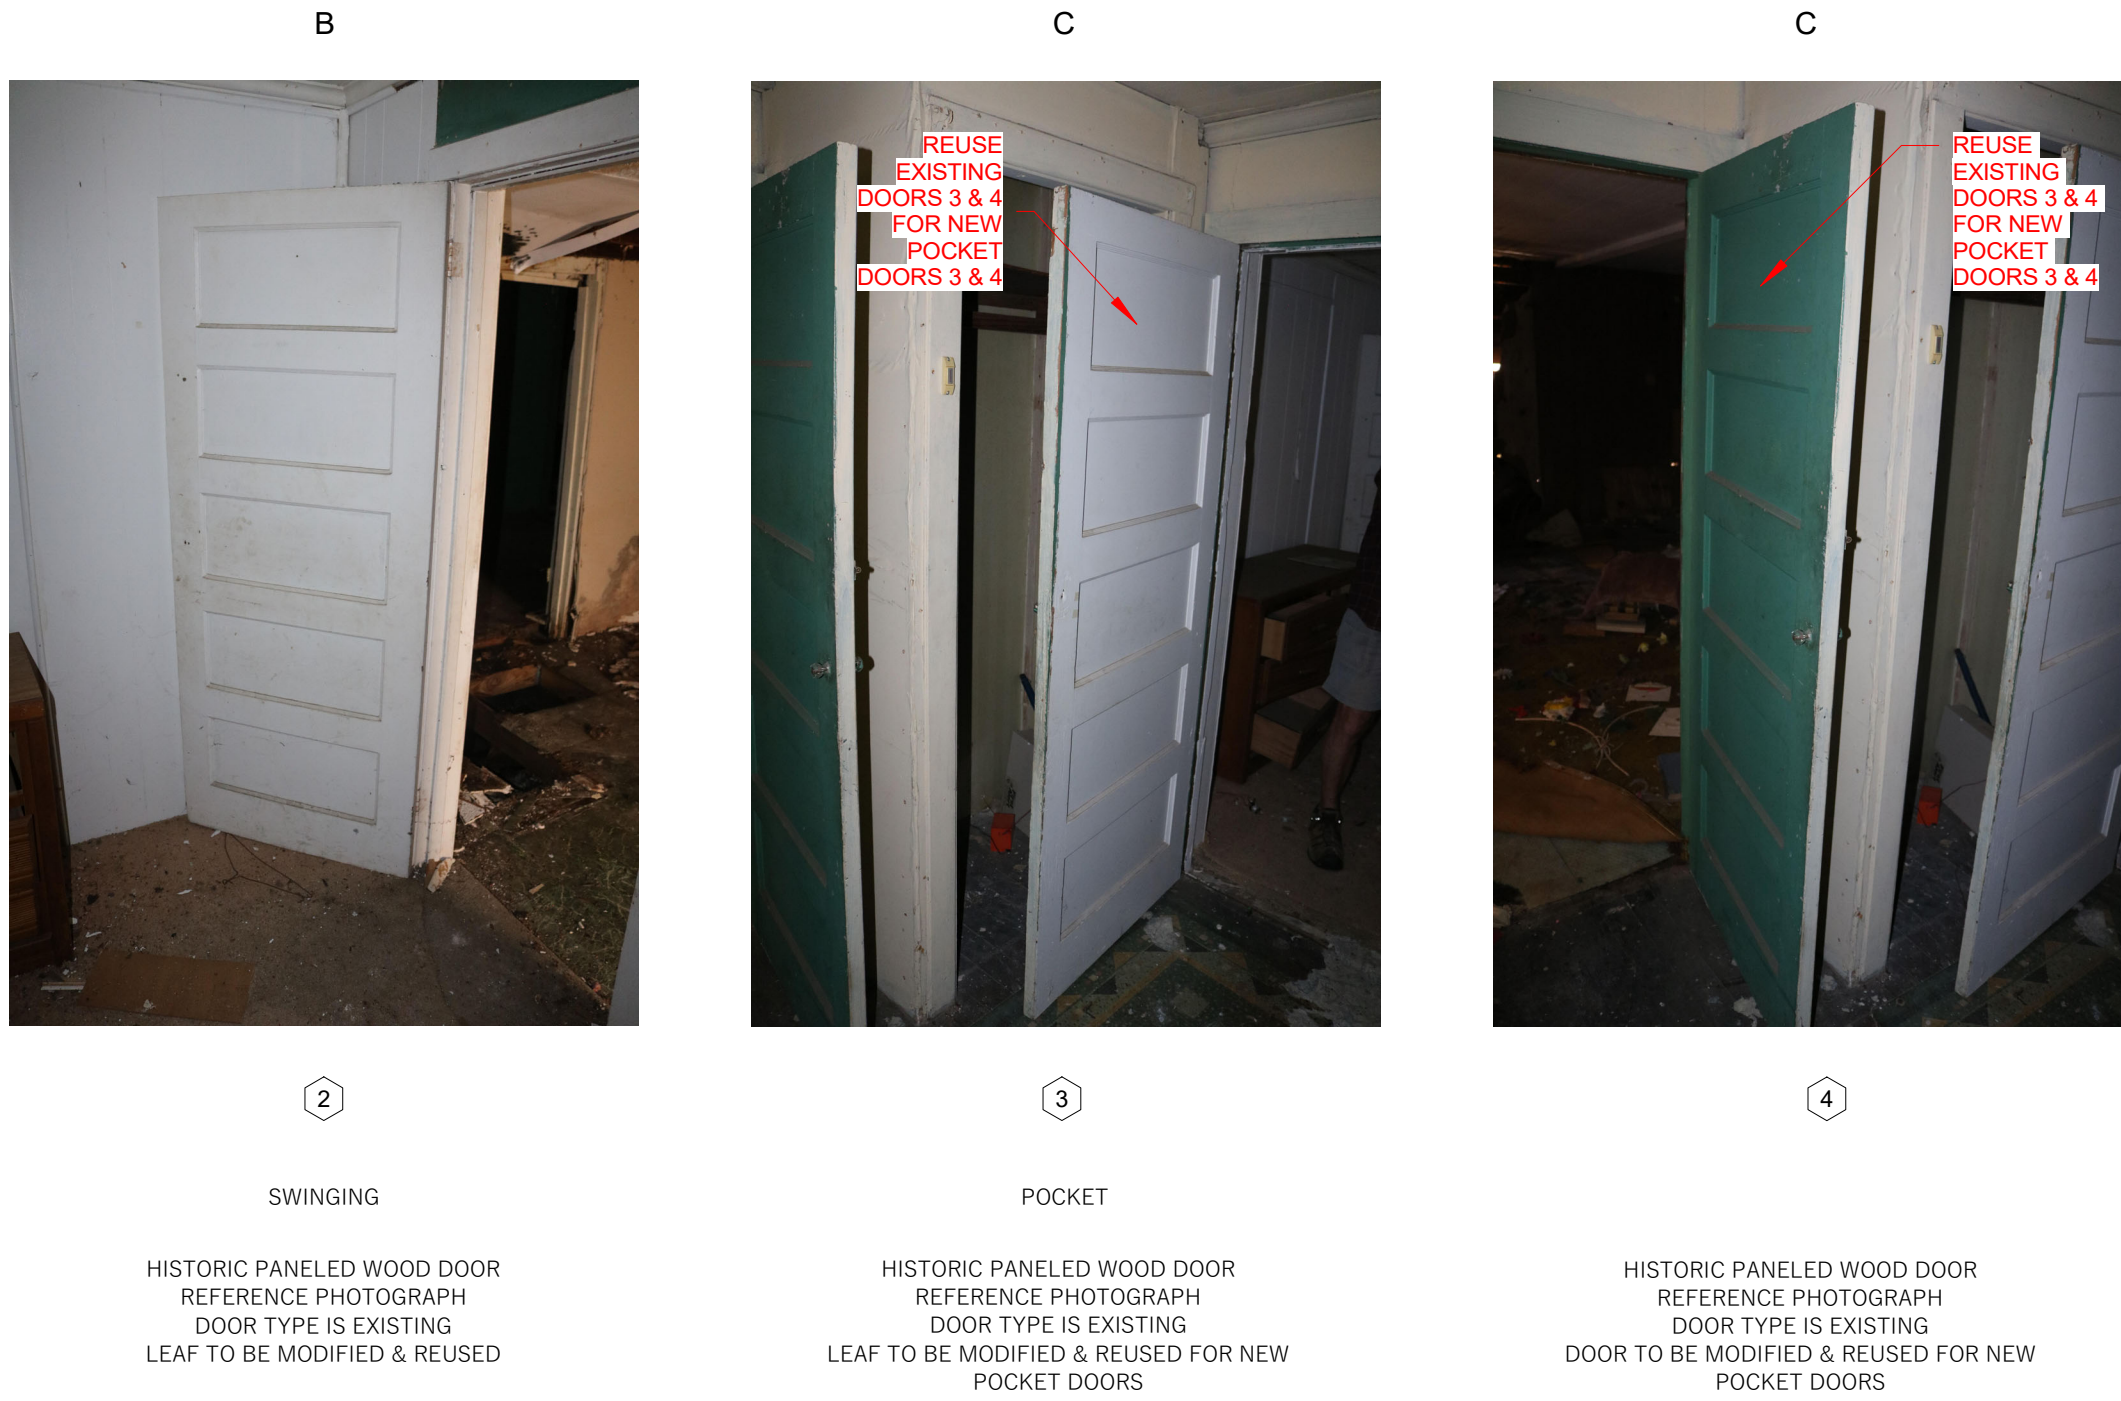 B
C
C
REUSE
EXISTING
DOORS 3 & 4
FOR NEW
POCKET
DOORS 3 & 4
REUSE
EXISTING
DOORS 3 & 4
FOR NEW
POCKET
DOORS 3 & 4
2
3
4
SWINGING
POCKET
HISTORIC PANELED WOOD DOOR
REFERENCE PHOTOGRAPH
DOOR TYPE IS EXISTING
LEAF TO BE MODIFIED & REUSED
HISTORIC PANELED WOOD DOOR
REFERENCE PHOTOGRAPH
DOOR TYPE IS EXISTING
LEAF TO BE MODIFIED & REUSED FOR NEW
POCKET DOORS
HISTORIC PANELED WOOD DOOR
REFERENCE PHOTOGRAPH
DOOR TYPE IS EXISTING
DOOR TO BE MODIFIED & REUSED FOR NEW
POCKET DOORS